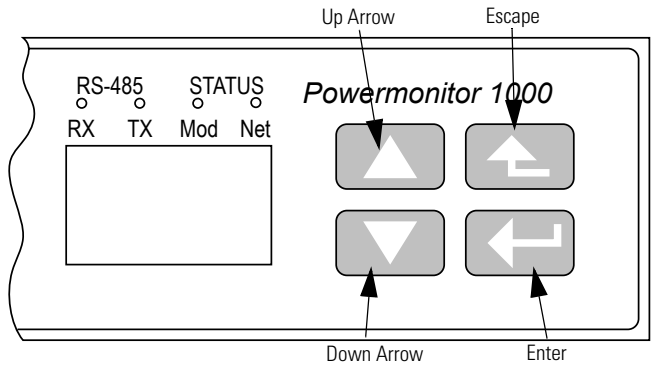 Up Arrow Escape
RS-485 STATUS Powermonitor 1000
RX TX Mod Net
Down Arrow Enter